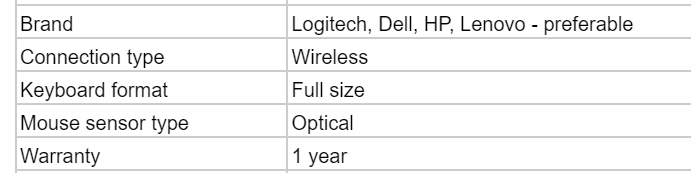 Brand Logitech, Dell, HP, Lenovo - preferable
Connection type Wireless
Keyboard format Full size
Mouse sensor type Optical
Warranty 1 year